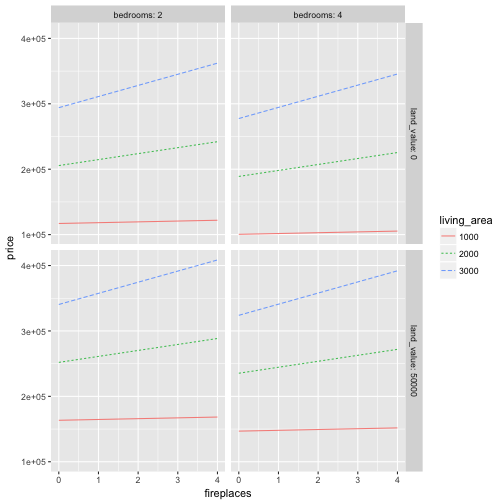 bedrooms: 2
bedrooms: 4
4e+05
3e+05
2e+05
1e+05
land_value: 0
4e+05
3e+05
2e+05
1e+05
land_value: 50000
0 1 2 3 4
0 1 2 3 4
fireplaces
price
living_area
1000
2000
3000